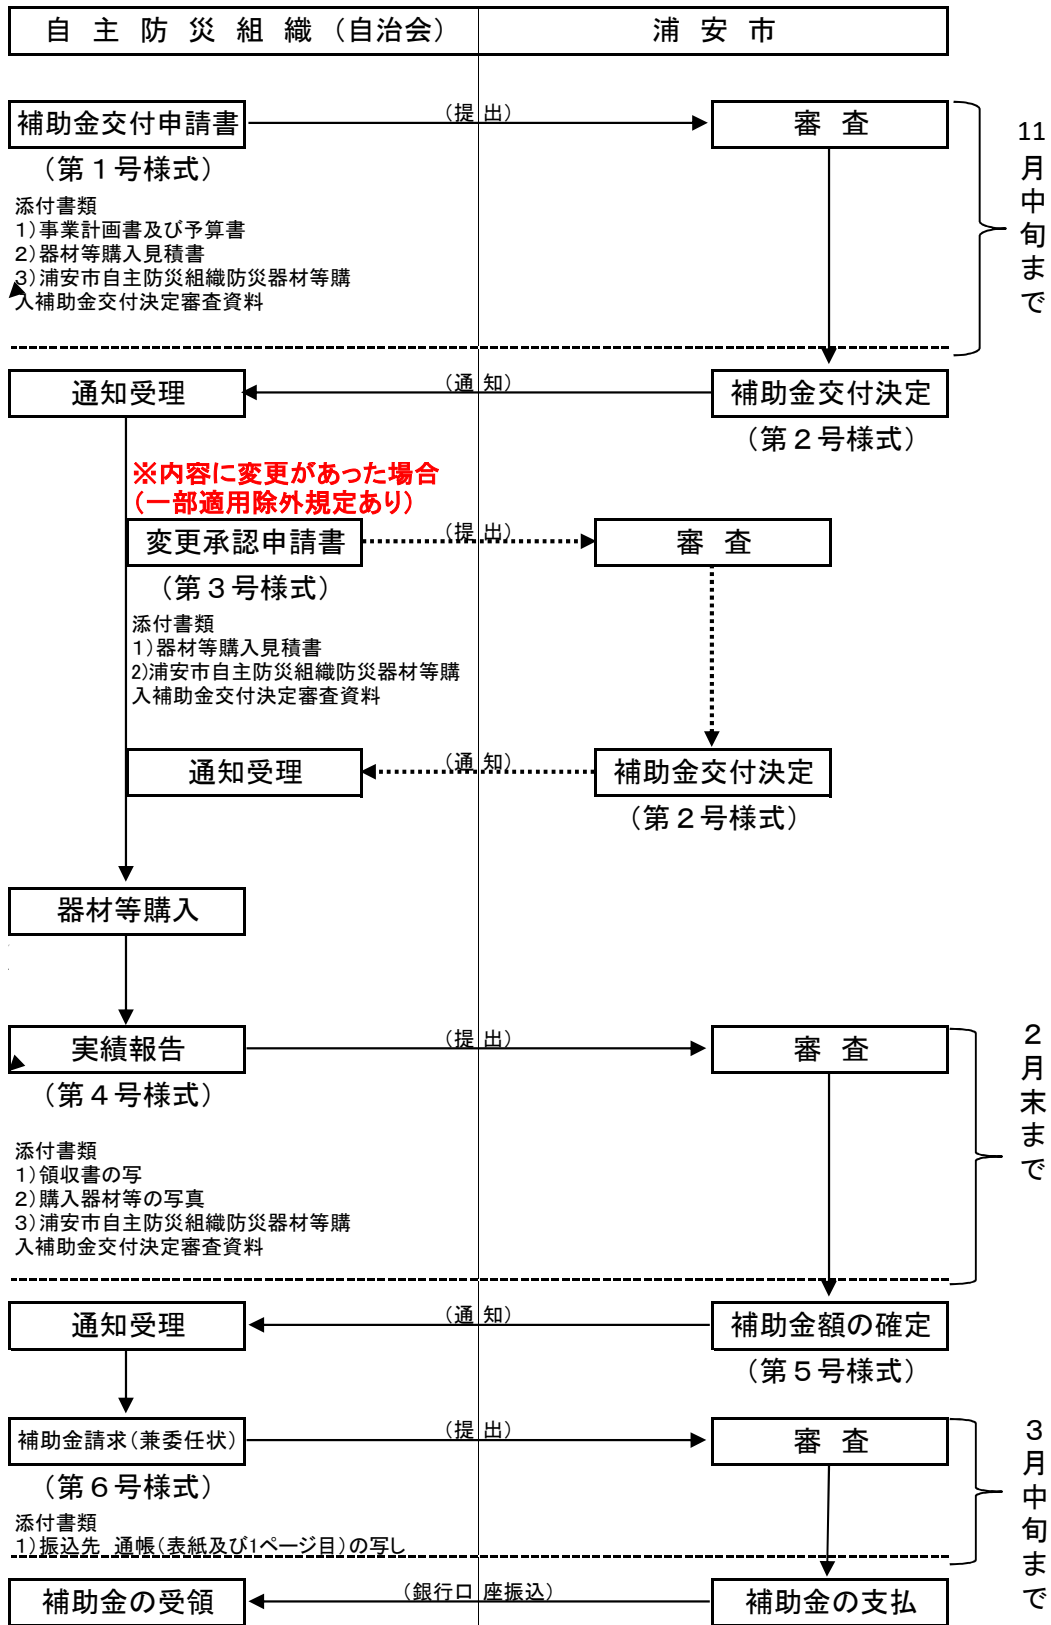 自 主 防 災 組 織 （自治会）
浦 安 市
補助金交付申請書
（提 出）
審 査
（第１号様式）
添付書類
１）事業計画書及び予算書
２）器材等購入見積書
３）浦安市自主防災組織防災器材等購
入補助金交付決定審査資料
11月中旬まで
通知受理
（通 知）
補助金交付決定
（第２号様式）
※内容に変更があった場合
（一部適用除外規定あり）
変更承認申請書
（提 出）
審 査
（第３号様式）
添付書類
１）器材等購入見積書
2)浦安市自主防災組織防災器材等購
入補助金交付決定審査資料
通知受理
（通 知）
補助金交付決定
（第２号様式）
器材等購入
実績報告
（提 出）
審 査
（第４号様式）
添付書類
１）領収書の写
２）購入器材等の写真
３）浦安市自主防災組織防災器材等購
入補助金交付決定審査資料
２月末まで
通知受理
（通 知）
補助金額の確定
（第５号様式）
補助金請求（兼委任状）
（提 出）
審 査
（第６号様式）
添付書類
１）振込先 通帳（表紙及び1ページ目）の写し
３月中旬まで
補助金の受領
（銀行口 座振込）
補助金の支払